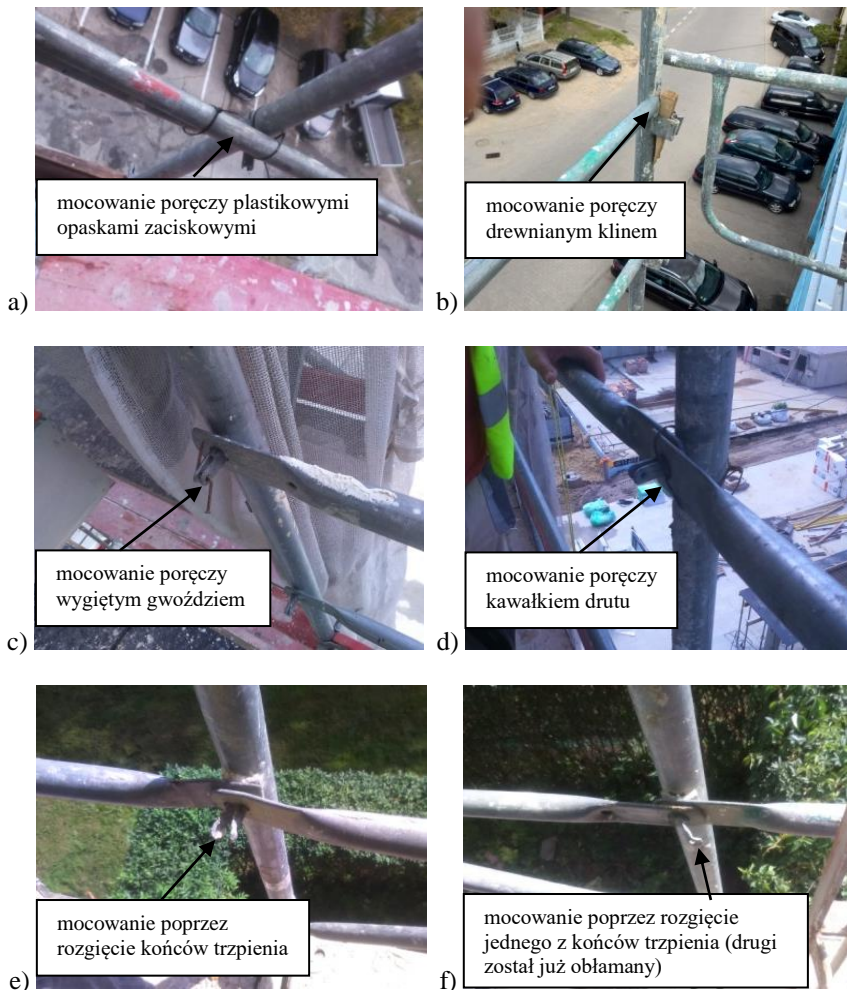 mocowanie poręczy plastikowymi
opaskami zaciskowymi
a)
mocowanie poręczy
drewnianym klinem
b)
mocowanie poręczy
wygiętym gwoździem
c)
mocowanie poręczy
kawałkiem drutu
d)
mocowanie poprzez
rozgięcie końców trzpienia
e)
mocowanie poprzez rozgięcie
jednego z końców trzpienia (drugi
został już obłamany)
f)